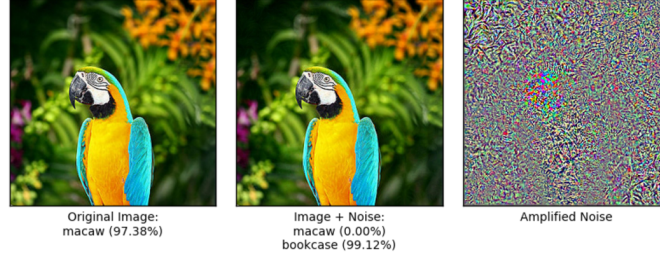 Original Image:
macaw (97.38%)
Image + Noise:
macaw (0.00%)
bookcase (99.12%)
Amplified Noise